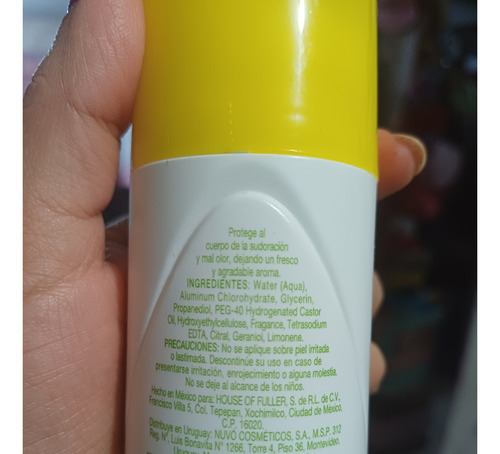 Protege al
cuerpo de la sudoración
y mal olor, dejando un fresco
y agradable aroma.
INGREDIENTES: Water (Aqua),
Aluminum Chlorohydrate, Glycerin,
Propanediol, PEG-40 Hydrogenated Castor
Oil, Hydroxyethylcellulose, Fragance, Tetrasodium
EDTA, Citral, Geraniol, Limonene.
PRECAUCIONES: No se aplique sobre piel irritada
o lastimada. Descontinúe su uso en caso de
presentarse irritación, enrojecimiento o alguna molestia.
No se deje al alcance de los niños.
Hecho en México para: HOUSE OF FULLER, S. de R.L. de C.V.,
Francisco Villa 5, Col. Tepepan, Xochimilco, Ciudad de México,
C.P. 16020.
Distribuye en Uruguay: NUVÓ COSMÉTICOS, S.A., M.S.P. 312
Reg. N°, Luis Bonavita N° 1266, Torre 4, Piso 36, Montevideo,